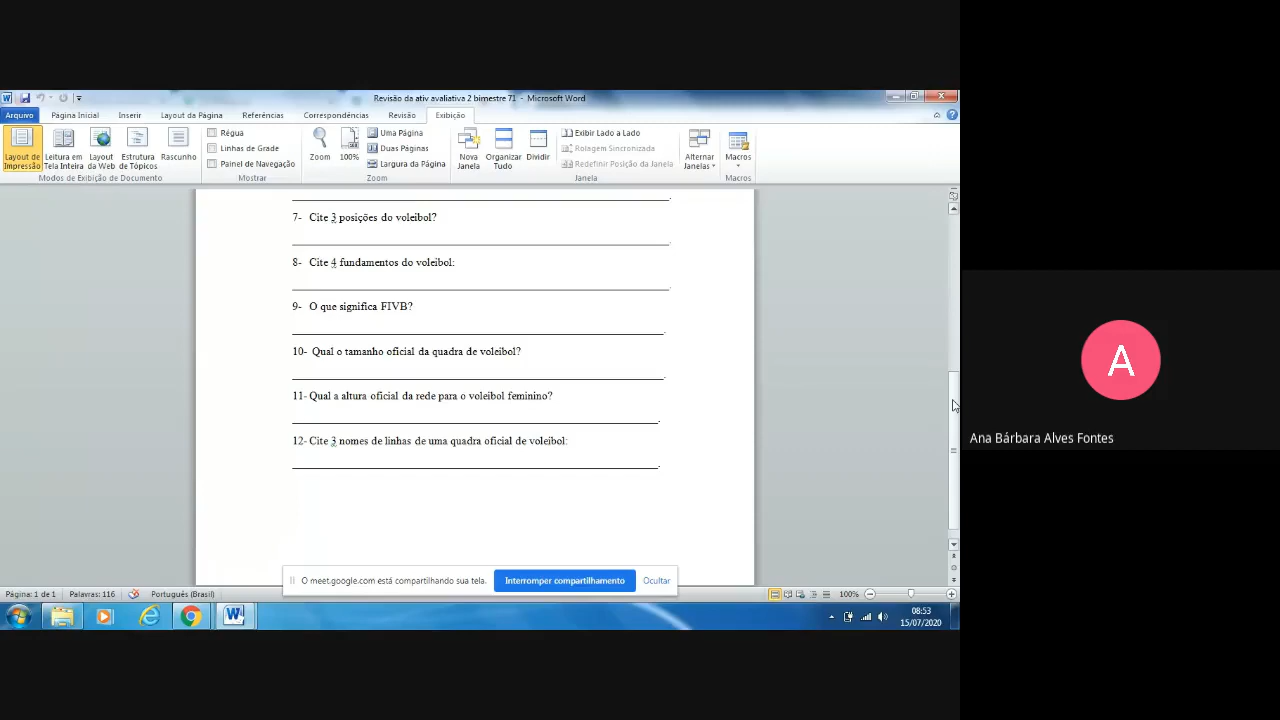 Revisão da ativ avaliativa 2 bimestre 71 - Microsoft Word
Arquivo Página Inicial Inserir Layout da Página Referências Correspondências Revisão Exibição
Layout de Impressão
Leitura em Tela Inteira
Layout da Web
Estrutura de Tópicos
Rascunho
Modos de Exibição de Documento
Régua
Linhas de Grade
Painel de Navegação
Mostrar
Zoom
100%
Uma Página
Duas Páginas
Largura da Página
Zoom
Nova Janela
Organizar Tudo
Dividir
Exibir Lado a Lado
Rolagem Sincronizada
Redefinir Posição da Janela
Janela
Alternar Janelas
Macros
Macros
7- Cite 3 posições do voleibol?
8- Cite 4 fundamentos do voleibol:
9- O que significa FIVB?
10- Qual o tamanho oficial da quadra de voleibol?
11- Qual a altura oficial da rede para o voleibol feminino?
12- Cite 3 nomes de linhas de uma quadra oficial de voleibol:
A
Ana Bárbara Alves Fontes
O meet.google.com está compartilhando sua tela. Interromper compartilhamento Ocultar
Página: 1 de 1 Palavras: 116 Português (Brasil) 100%
08:53
15/07/2020